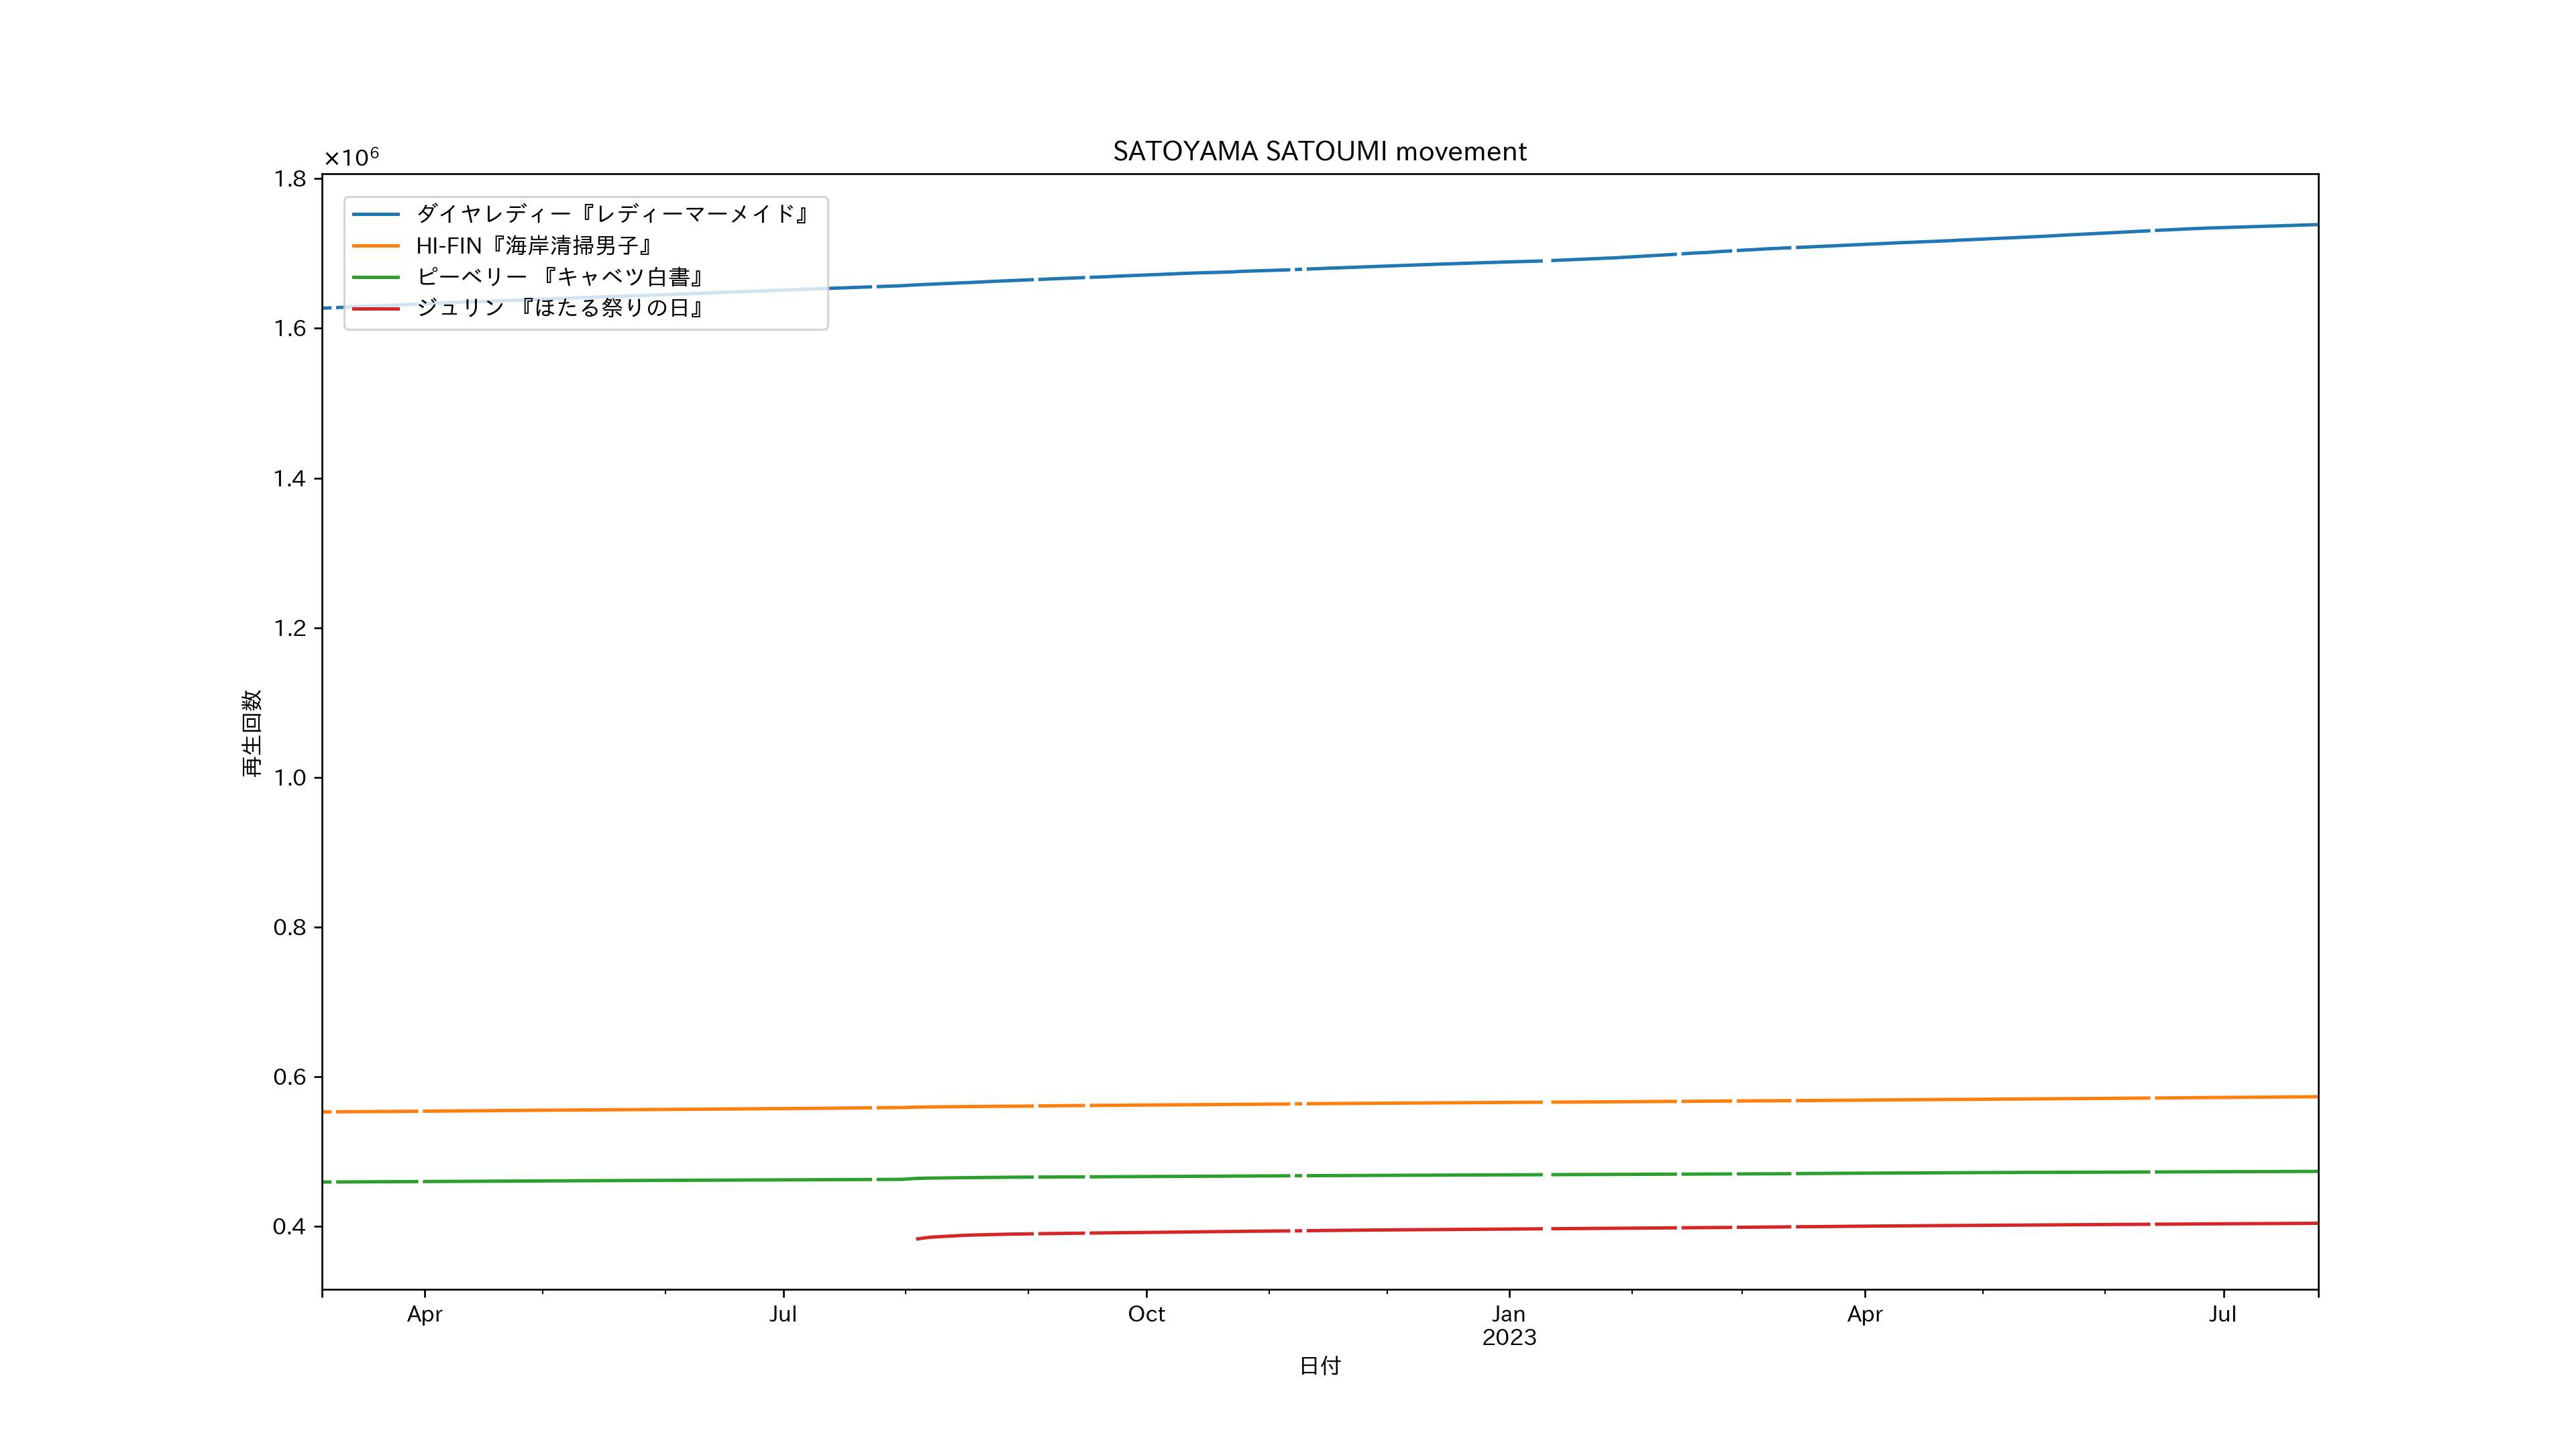 SATOYAMA SATOUMI movement
×10⁶
1.8
1.6
1.4
1.2
1.0
0.8
0.6
0.4
再生回数
ダイヤレディー『レディーマーメイド』
HI-FIN『海岸清掃男子』
ピーベリー 『キャベツ白書』
ジュリン 『ほたる祭りの日』
Apr Jul Oct Jan Apr Jul
2023
日付